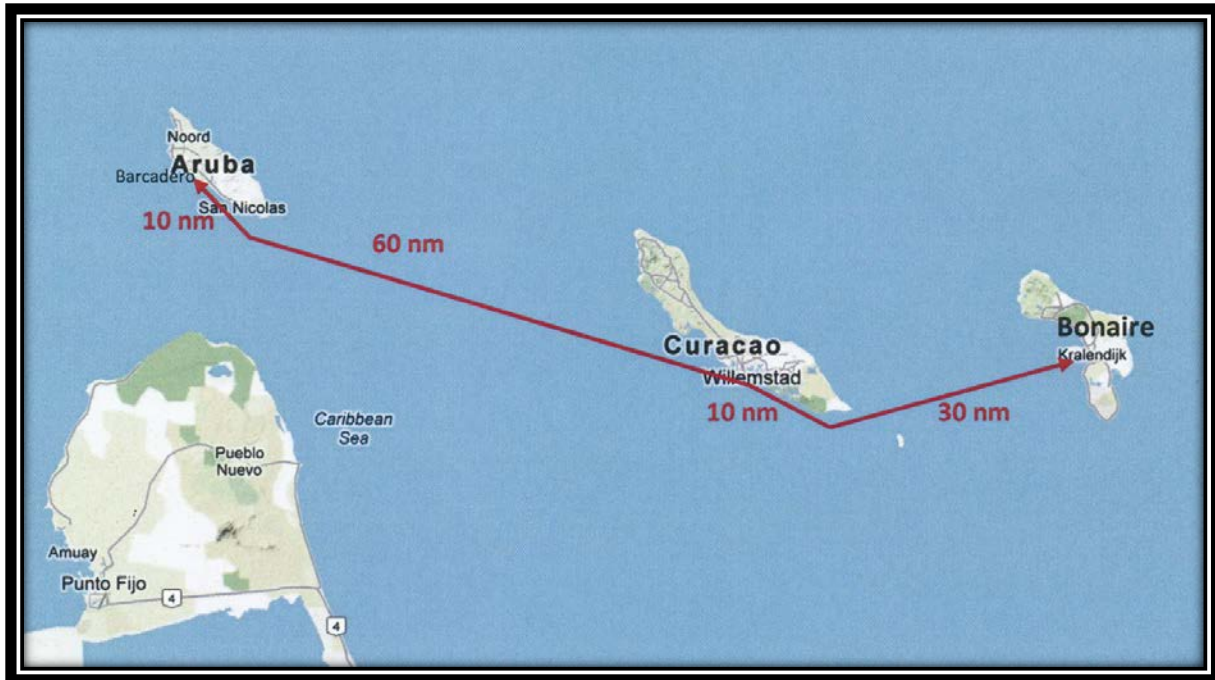 Noord
Aruba
Barcadero
San Nicolas
10 nm
60 nm
Curacao
Willemstad
10 nm
30 nm
Bonaire
Kralendijk
Caribbean
Sea
Pueblo
Nuevo
Amuay
Punto Fijo
4
4